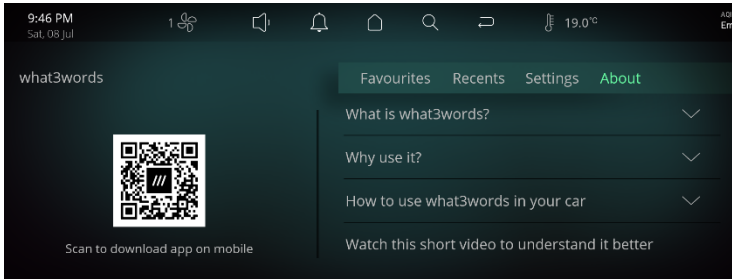 9:46 PM
Sat, 08 Jul
1
19.0°C
AQI
Em
what3words
Favourites Recents Settings About
What is what3words?
Why use it?
How to use what3words in your car
Watch this short video to understand it better
Scan to download app on mobile